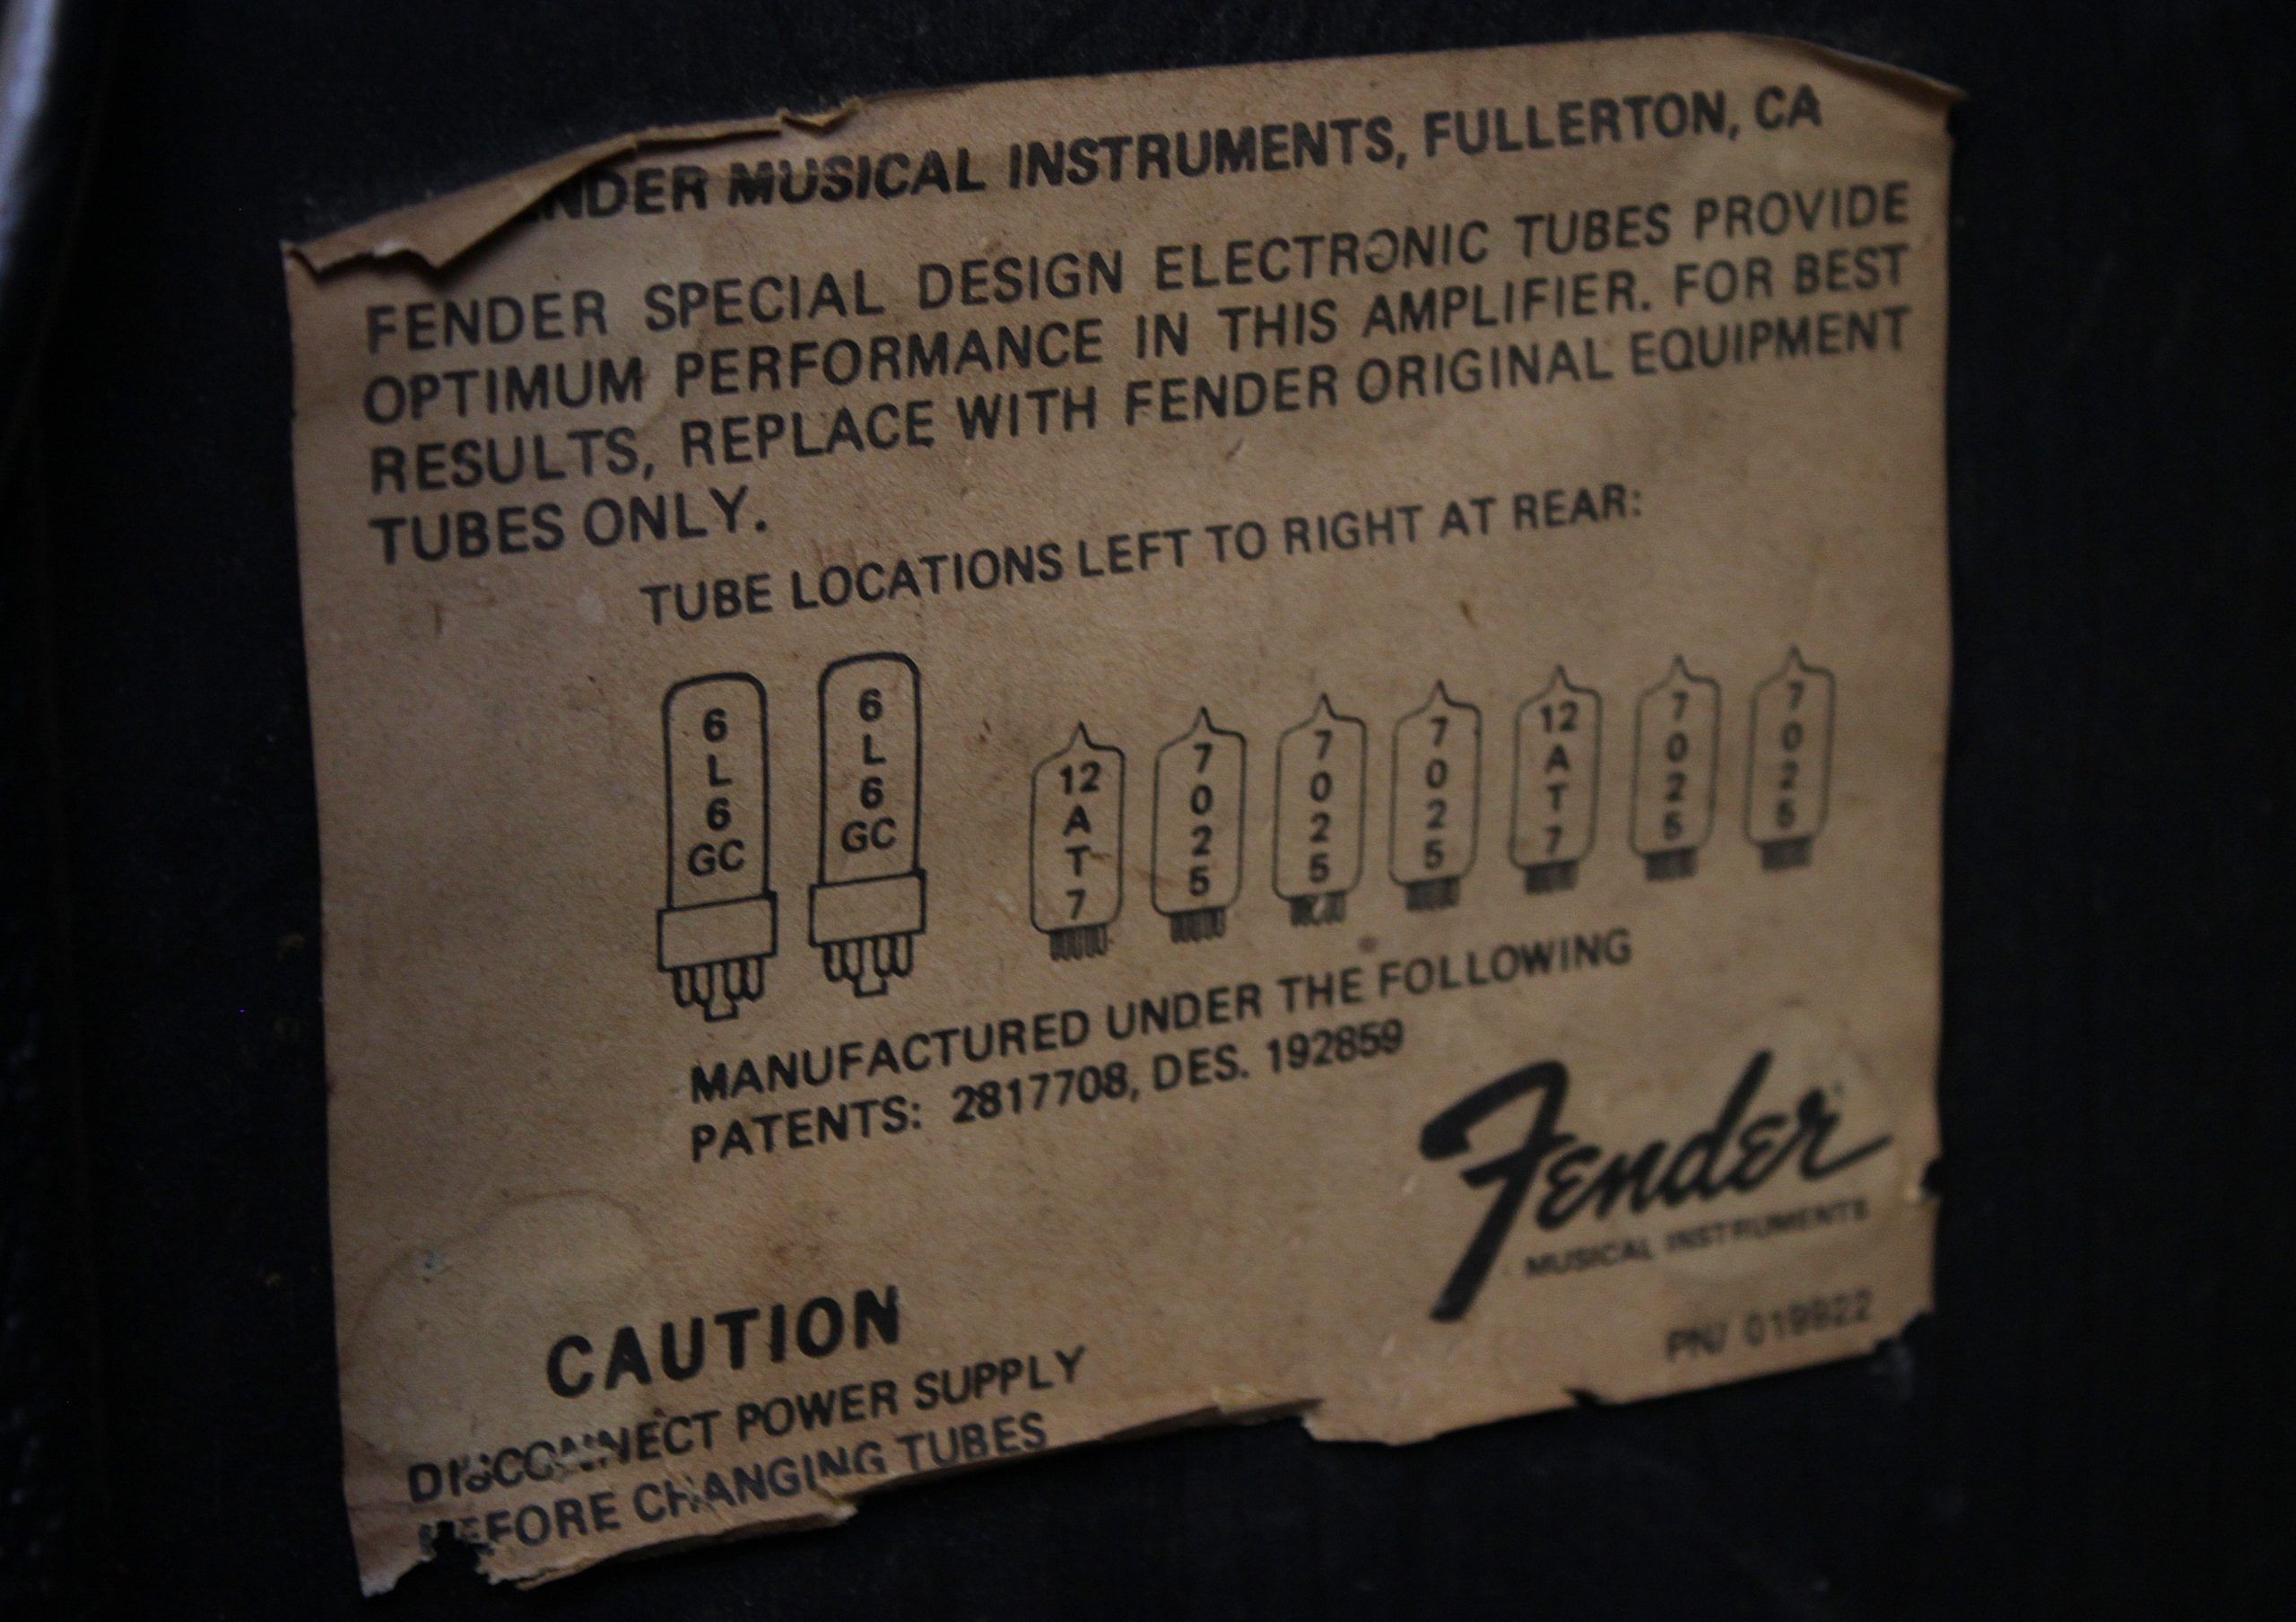 NDER MUSICAL INSTRUMENTS, FULLERTON, CA
FENDER SPECIAL DESIGN ELECTRONIC TUBES PROVIDE
OPTIMUM PERFORMANCE IN THIS AMPLIFIER. FOR BEST
RESULTS, REPLACE WITH FENDER ORIGINAL EQUIPMENT
TUBES ONLY.
TUBE LOCATIONS LEFT TO RIGHT AT REAR:
6L6GC 6L6GC 12AT7 7025 7025 7025 12AT7 7025 7025
MANUFACTURED UNDER THE FOLLOWING
PATENTS: 2817708, DES. 192859
Fender
MUSICAL INSTRUMENTS
PN/ 019922
CAUTION
DISCONNECT POWER SUPPLY
BEFORE CHANGING TUBES